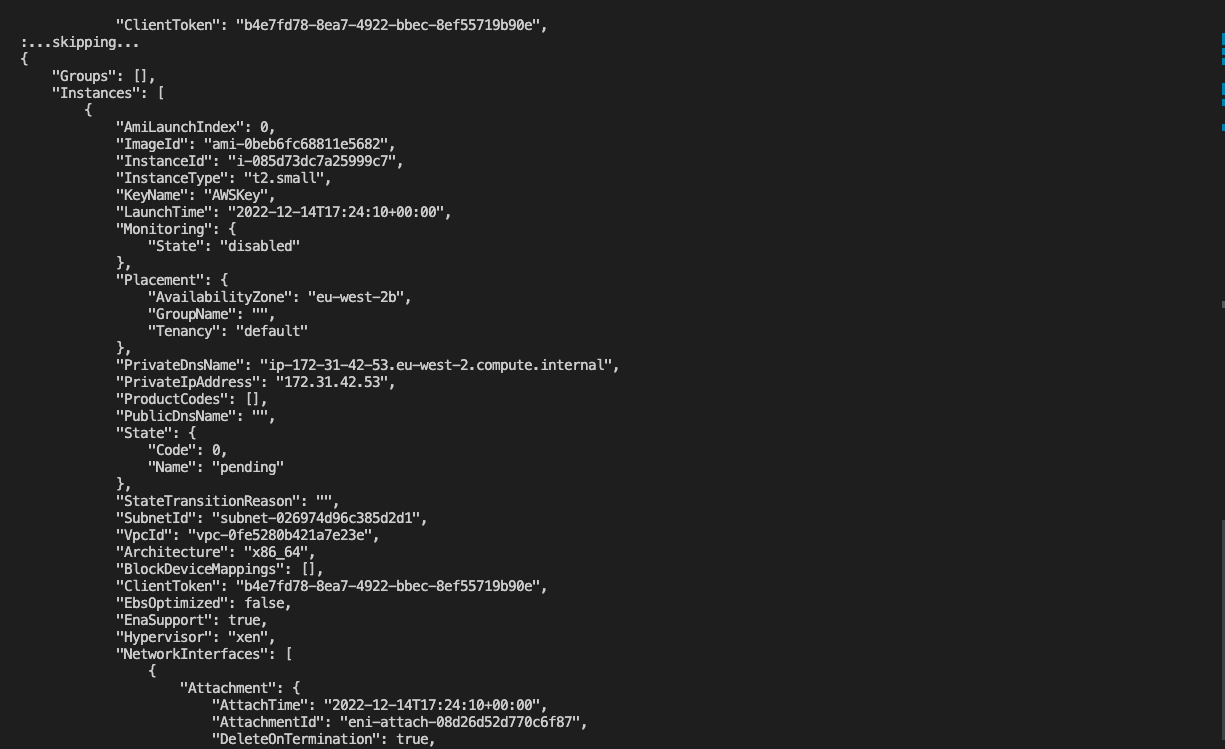 "ClientToken": "b4e7fd78-8ea7-4922-bbec-8ef55719b90e",
:...skipping...
{
    "Groups": [],
    "Instances": [
        {
            "AmiLaunchIndex": 0,
            "ImageId": "ami-0beb6fc68811e5682",
            "InstanceId": "i-085d73dc7a25999c7",
            "InstanceType": "t2.small",
            "KeyName": "AWSKey",
            "LaunchTime": "2022-12-14T17:24:10+00:00",
            "Monitoring": {
                "State": "disabled"
            },
            "Placement": {
                "AvailabilityZone": "eu-west-2b",
                "GroupName": "",
                "Tenancy": "default"
            },
            "PrivateDnsName": "ip-172-31-42-53.eu-west-2.compute.internal",
            "PrivateIpAddress": "172.31.42.53",
            "ProductCodes": [],
            "PublicDnsName": "",
            "State": {
                "Code": 0,
                "Name": "pending"
            },
            "StateTransitionReason": "",
            "SubnetId": "subnet-026974d96c385d2d1",
            "VpcId": "vpc-0fe5280b421a7e23e",
            "Architecture": "x86_64",
            "BlockDeviceMappings": [],
            "ClientToken": "b4e7fd78-8ea7-4922-bbec-8ef55719b90e",
            "EbsOptimized": false,
            "EnaSupport": true,
            "Hypervisor": "xen",
            "NetworkInterfaces": [
                {
                    "Attachment": {
                        "AttachTime": "2022-12-14T17:24:10+00:00",
                        "AttachmentId": "eni-attach-08d26d52d770c6f87",
                        "DeleteOnTermination": true,